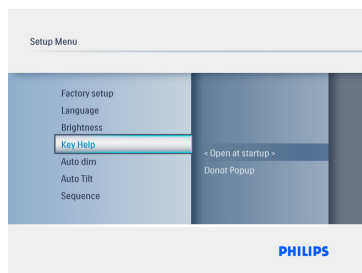 Setup Menu
Factory setup
Language
Brightness
Key Help
Auto dim
Auto Tilt
Sequence
< Open at startup >
Donot Popup
PHILIPS